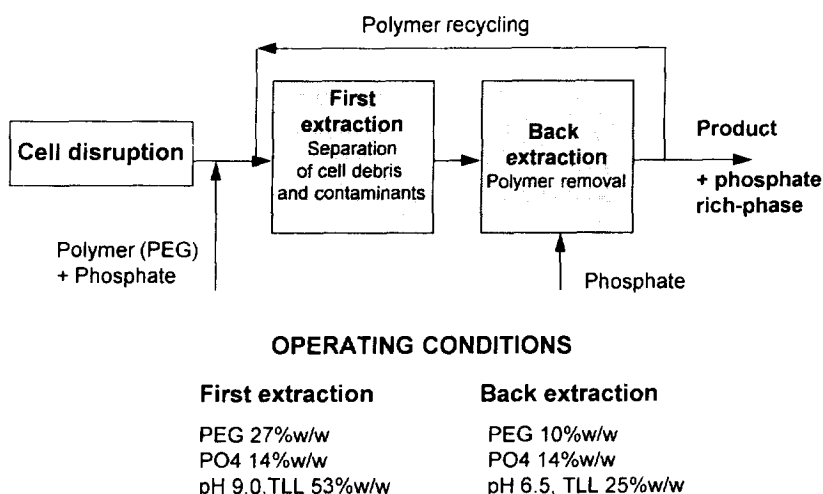 Polymer recycling
Cell disruption
First
extraction
Separation
of cell debris
and contaminants
Back
extraction
Polymer removal
Product
+ phosphate
rich-phase
Polymer (PEG)
+ Phosphate
Phosphate
OPERATING CONDITIONS
First extraction
PEG 27%w/w
PO4 14%w/w
pH 9.0,TLL 53%w/w
Back extraction
PEG 10%w/w
PO4 14%w/w
pH 6.5, TLL 25%w/w